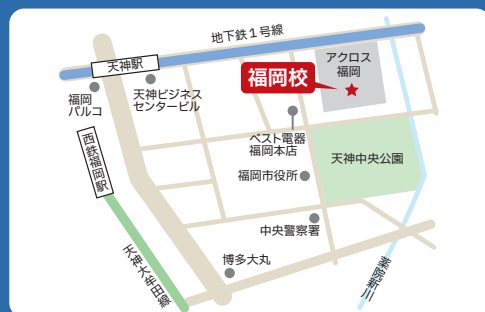 地下鉄1号線
天神駅
アクロス
福岡
福岡校
福岡
パルコ
天神ビジネス
センタービル
西鉄福岡駅
ベスト電器
福岡本店
天神中央公園
福岡市役所
中央警察署
博多大丸
天神大牟田線
薬院新川